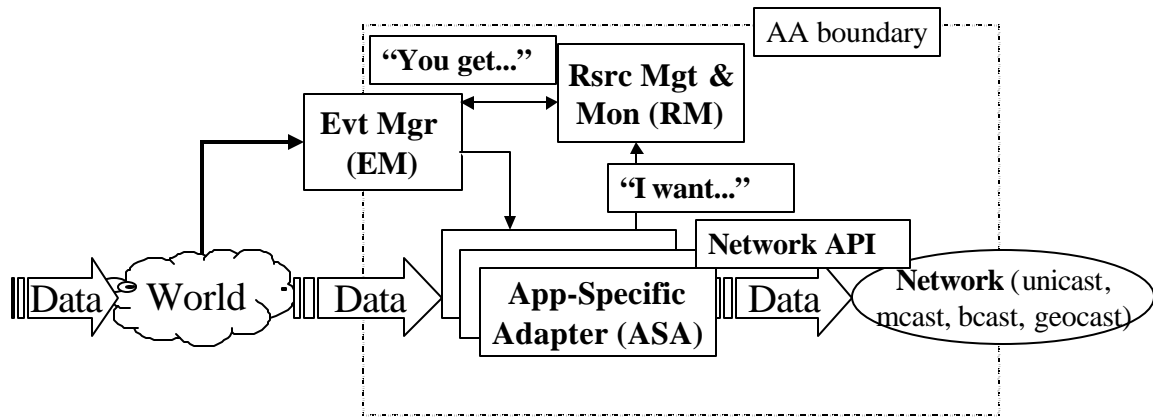 AA boundary
“You get...”
Rsrc Mgt &
Mon (RM)
Evt Mgr
(EM)
“I want...”
Network API
Data
World
Data
App-Specific
Adapter (ASA)
Data
Network (unicast,
mcast, bcast, geocast)